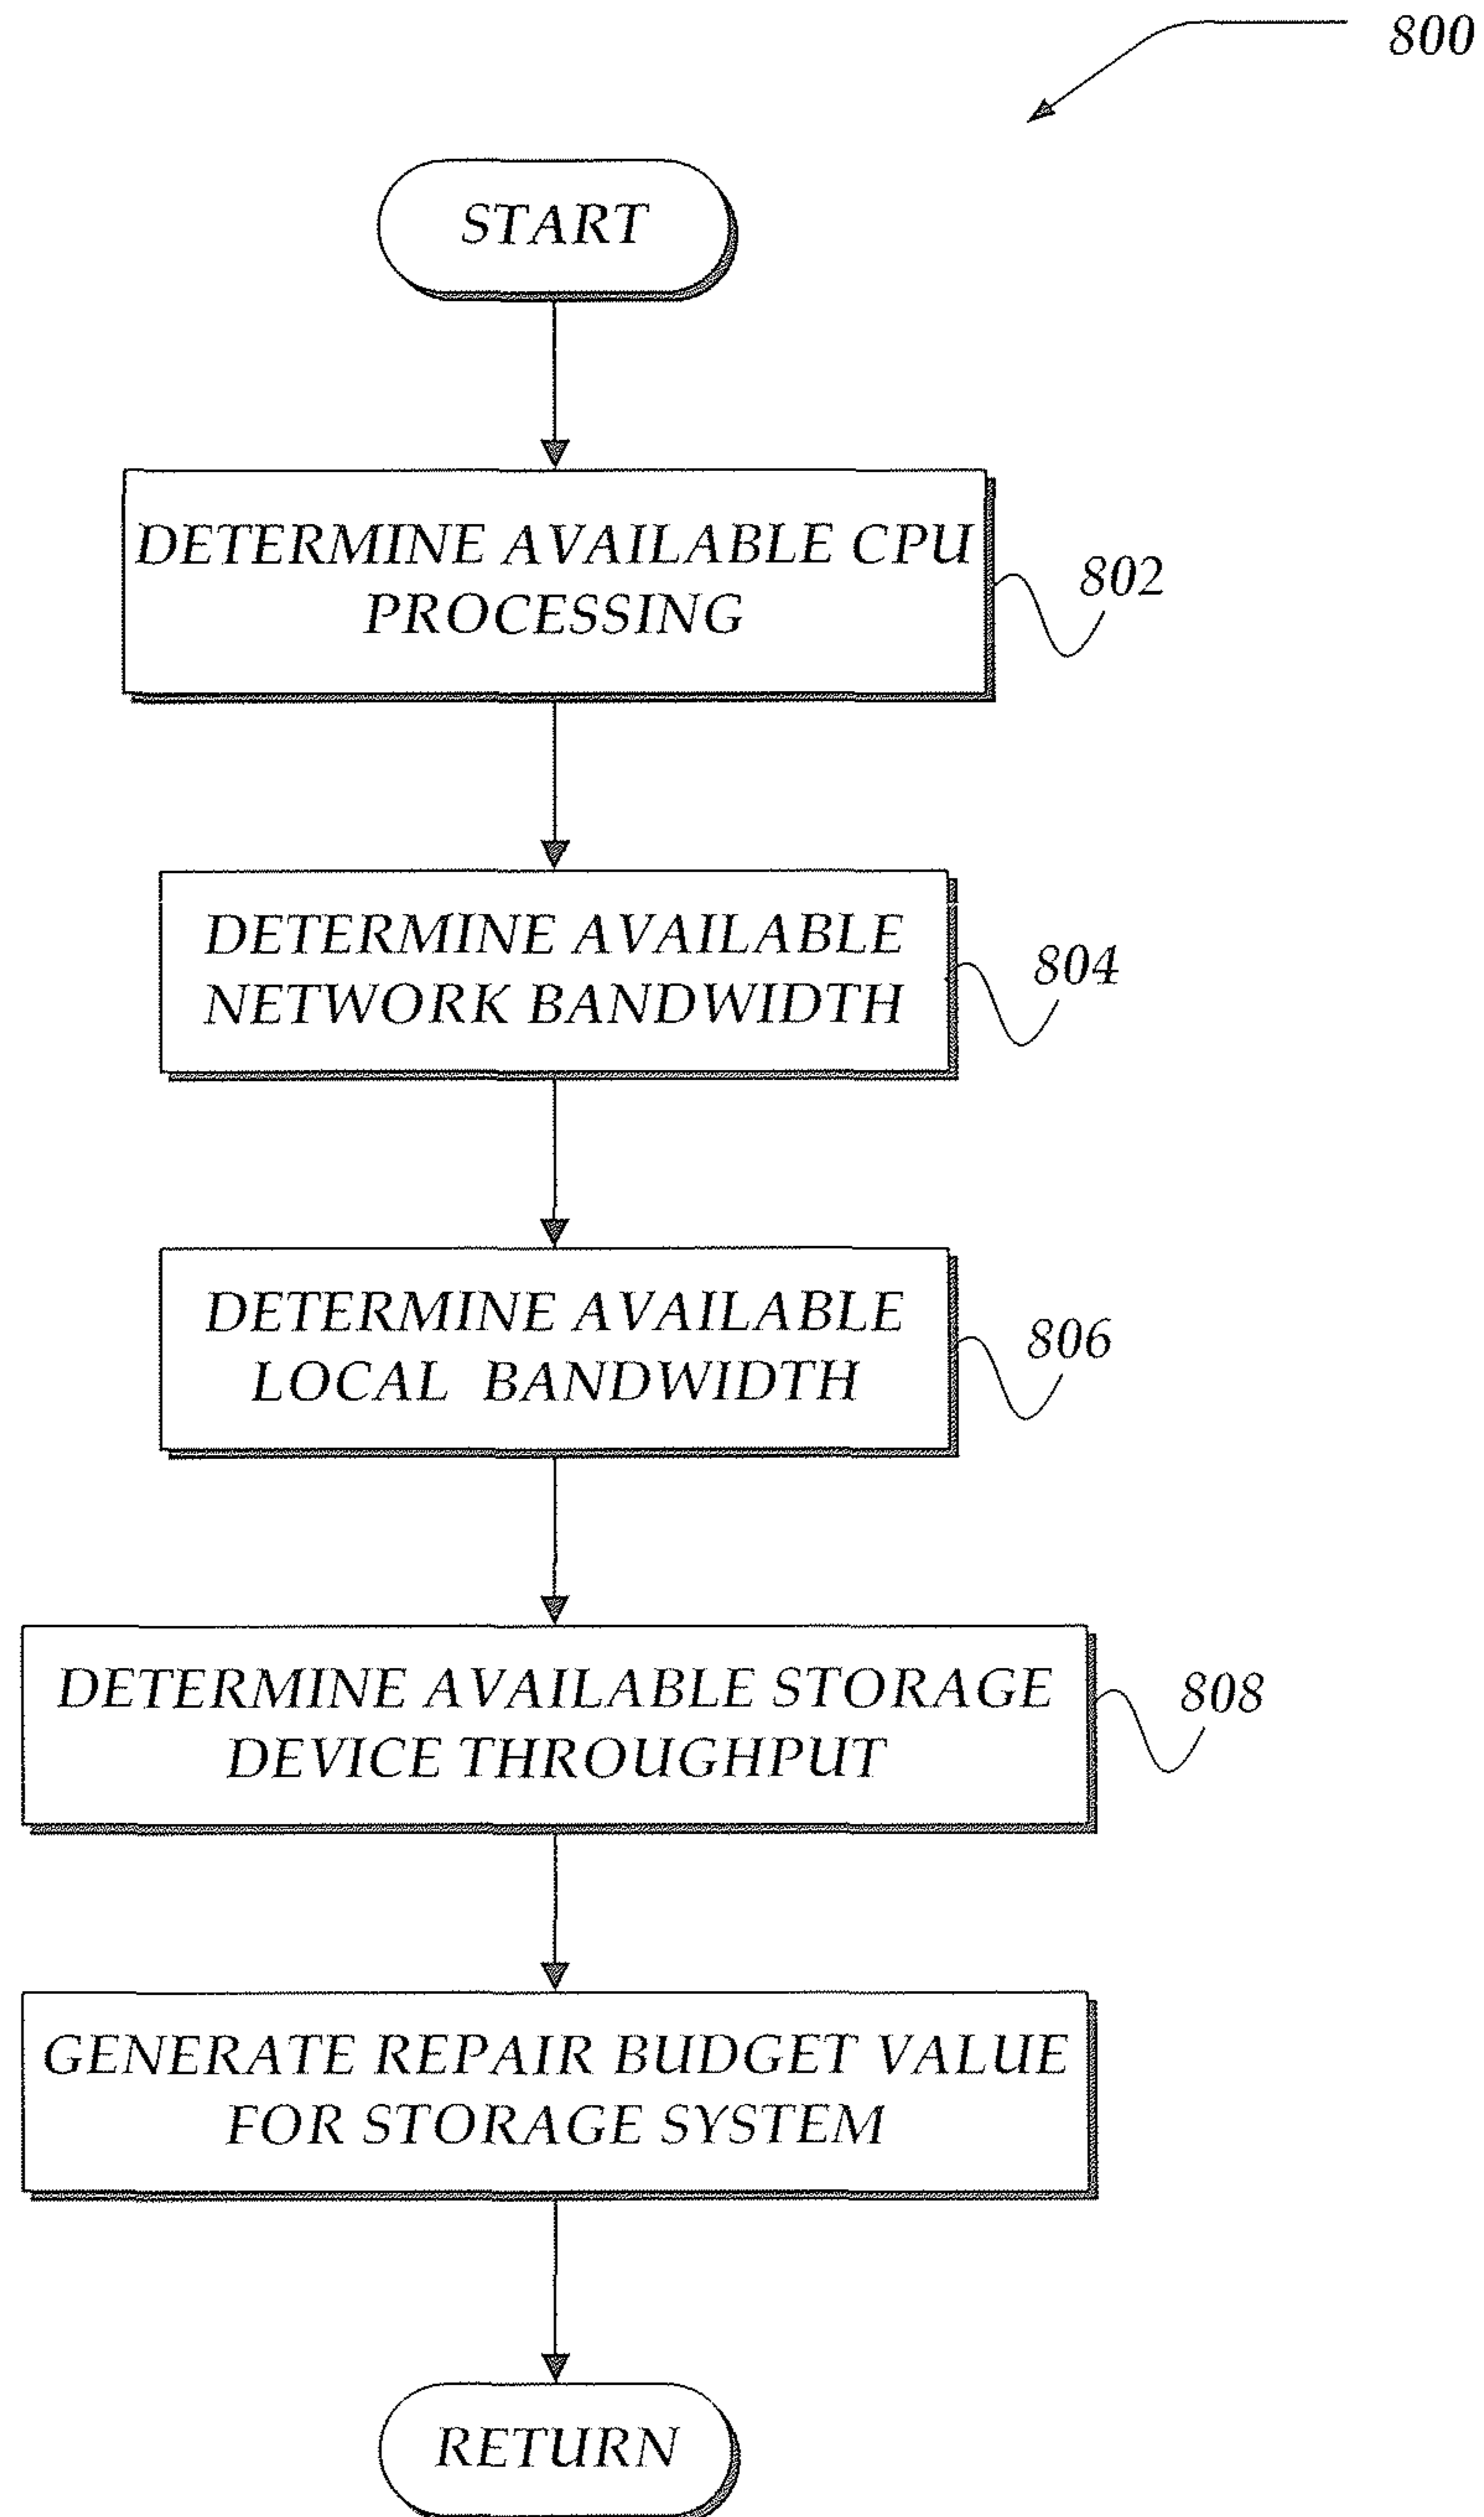 800
START
DETERMINE AVAILABLE CPU
PROCESSING
802
DETERMINE AVAILABLE
NETWORK BANDWIDTH
804
DETERMINE AVAILABLE
LOCAL BANDWIDTH
806
DETERMINE AVAILABLE STORAGE
DEVICE THROUGHPUT
808
GENERATE REPAIR BUDGET VALUE
FOR STORAGE SYSTEM
RETURN